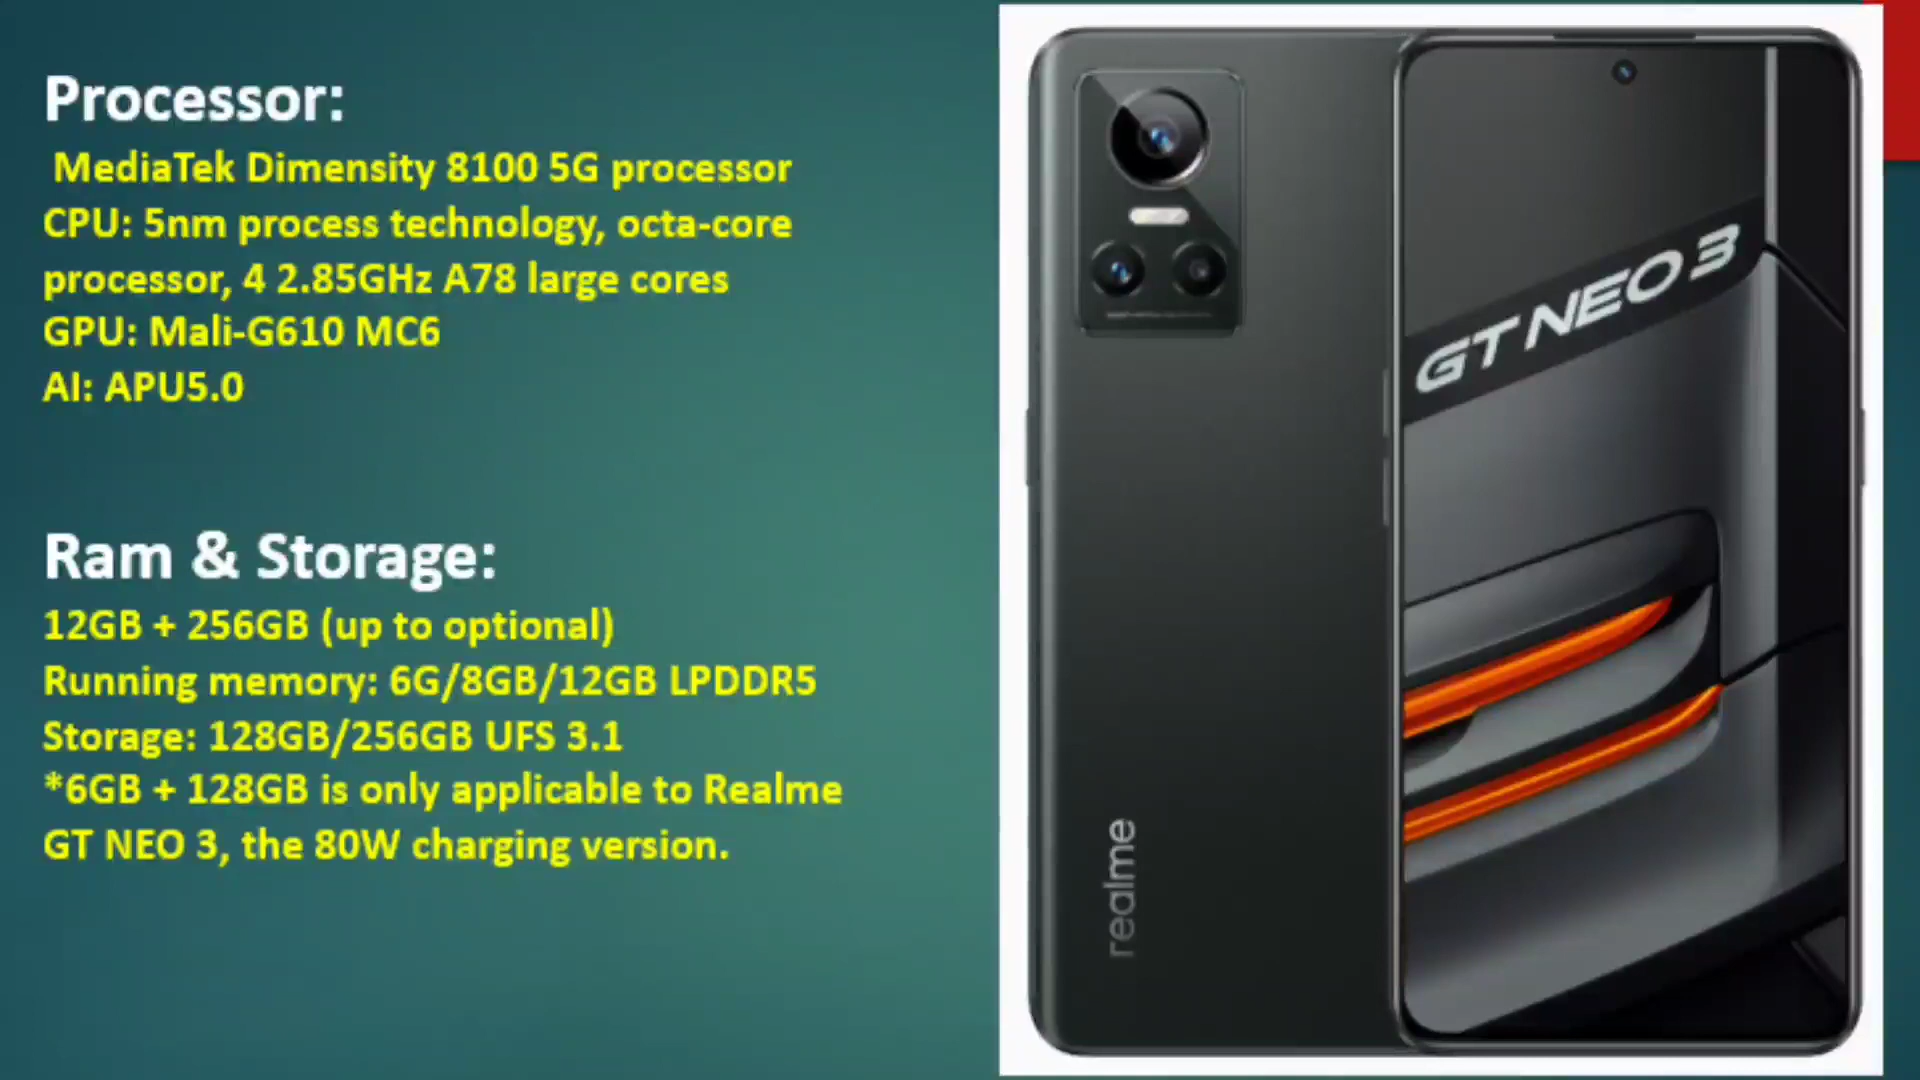 Processor:
MediaTek Dimensity 8100 5G processor
CPU: 5nm process technology, octa-core
processor, 4 2.85GHz A78 large cores
GPU: Mali-G610 MC6
AI: APU5.0
Ram & Storage:
12GB + 256GB (up to optional)
Running memory: 6G/8GB/12GB LPDDR5
Storage: 128GB/256GB UFS 3.1
*6GB + 128GB is only applicable to Realme
GT NEO 3, the 80W charging version.
GT NEO 3
realme